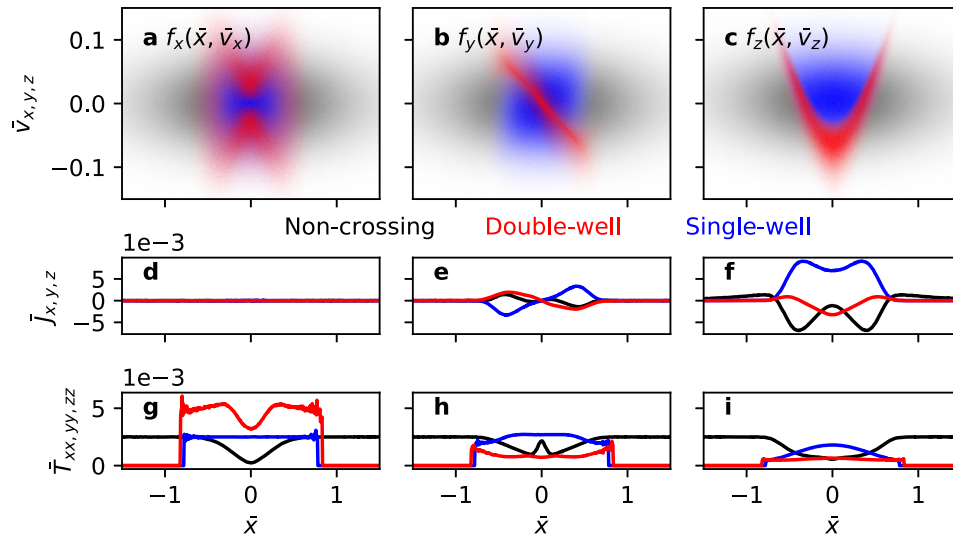 a f_x(x̄, v̄_x)
b f_y(x̄, v̄_y)
c f_z(x̄, v̄_z)
v̄_{x,y,z}
0.1
0.0
−0.1
Non-crossing Double-well Single-well
1e−3
d
e
f
J̄_{x,y,z}
5
0
−5
1e−3
g
h
i
T̄_{xx,yy,zz}
5
0
−1 0 1
−1 0 1
−1 0 1
x̄ x̄ x̄